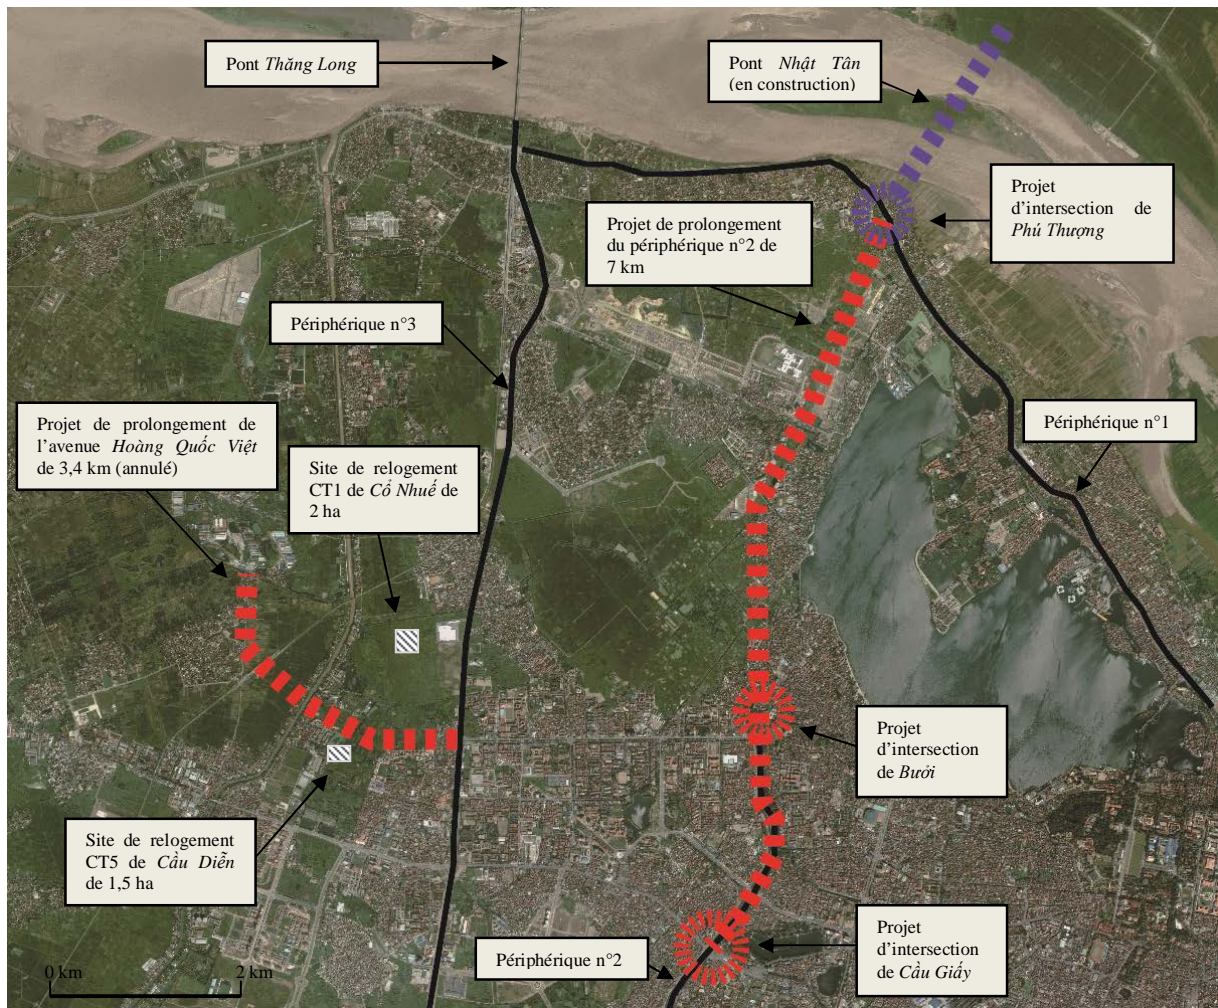 Pont Thăng Long
Pont Nhật Tân
(en construction)
Projet
d’intersection de
Phú Thượng
Projet de prolongement
du périphérique n°2 de
7 km
Périphérique n°3
Périphérique n°1
Projet de prolongement de
l’avenue Hoàng Quốc Việt
de 3,4 km (annulé)
Site de relogement
CT1 de Cổ Nhuế de
2 ha
Projet
d’intersection
de Bưởi
Site de relogement
CT5 de Cầu Diễn
de 1,5 ha
Projet
d’intersection
de Cầu Giấy
Périphérique n°2
0 km 2 km